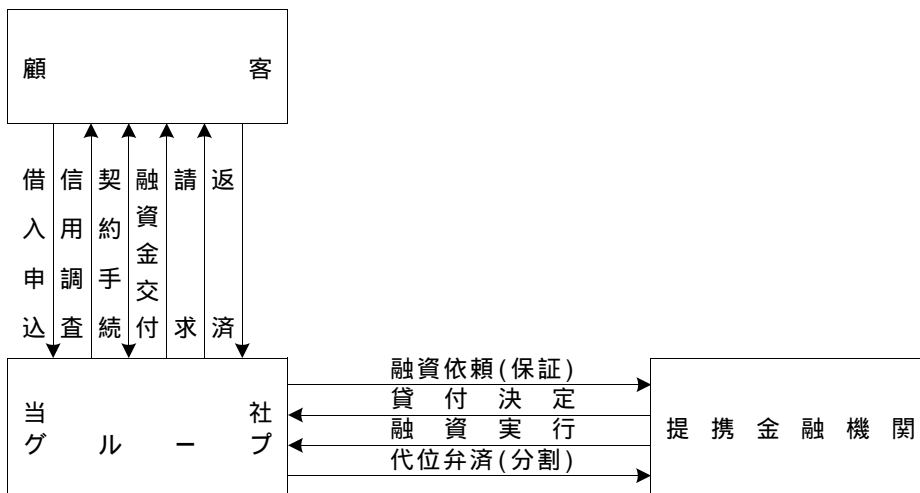 顧客
借入申込
信用調査
契約手続
融資金交付
請求
返済
当社
グループ
融資依頼(保証)
貸付決定
融資実行
代位弁済(分割)
提携金融機関